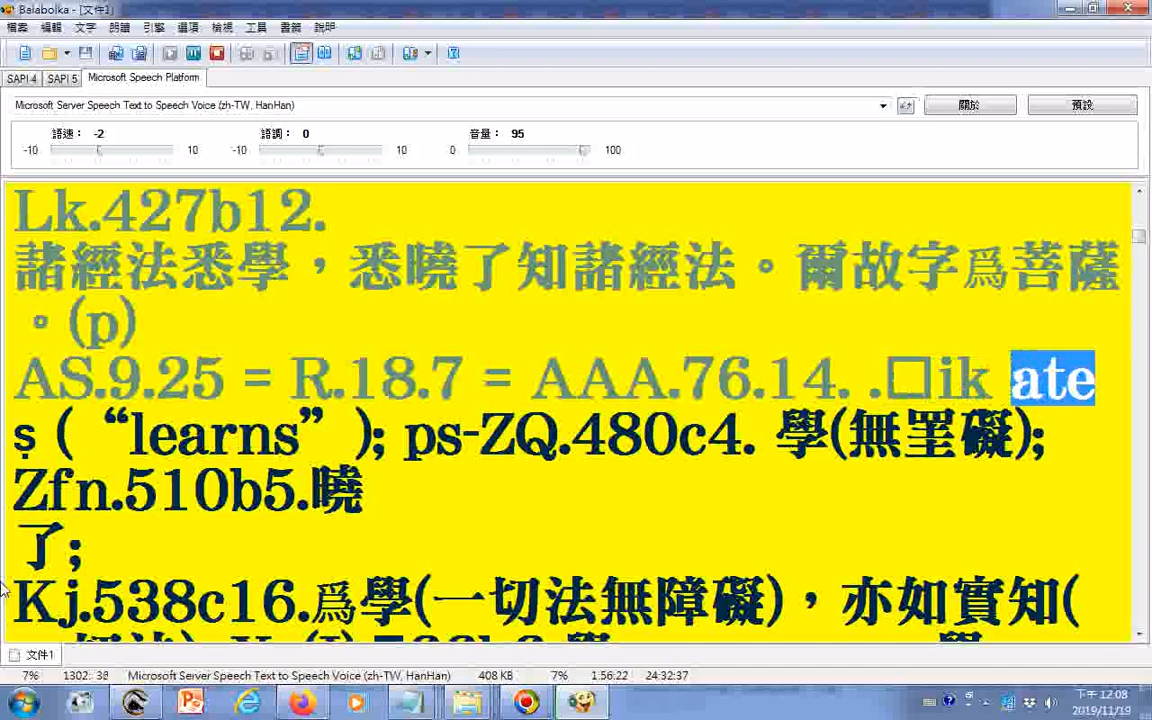 Balabolka - [文件1]
檔案 編輯 文字 朗讀 引擎 選項 檢視 工具 書籤 說明
SAPI 4 SAPI 5 Microsoft Speech Platform
Microsoft Server Speech Text to Speech Voice (zh-TW, HanHan) 關於 預設
語速： -2 語調： 0 音量： 95
-10 10 -10 10 0 100
Lk.427b12.
諸經法悉學，悉曉了知諸經法。爾故字爲菩薩
。(p)
AS.9.25 = R.18.7 = AAA.76.14. .□ik ate
ṣ (“learns”); ps-ZQ.480c4. 學(無罣礙);
Zfn.510b5.曉
了;
Kj.538c16.爲學(一切法無障礙)，亦如實知(
文件1
7% 1302: 38 Microsoft Server Speech Text to Speech Voice (zh-TW, HanHan) 408 KB 7% 1:56:22 24:32:37
下午 12:08
2019/11/19